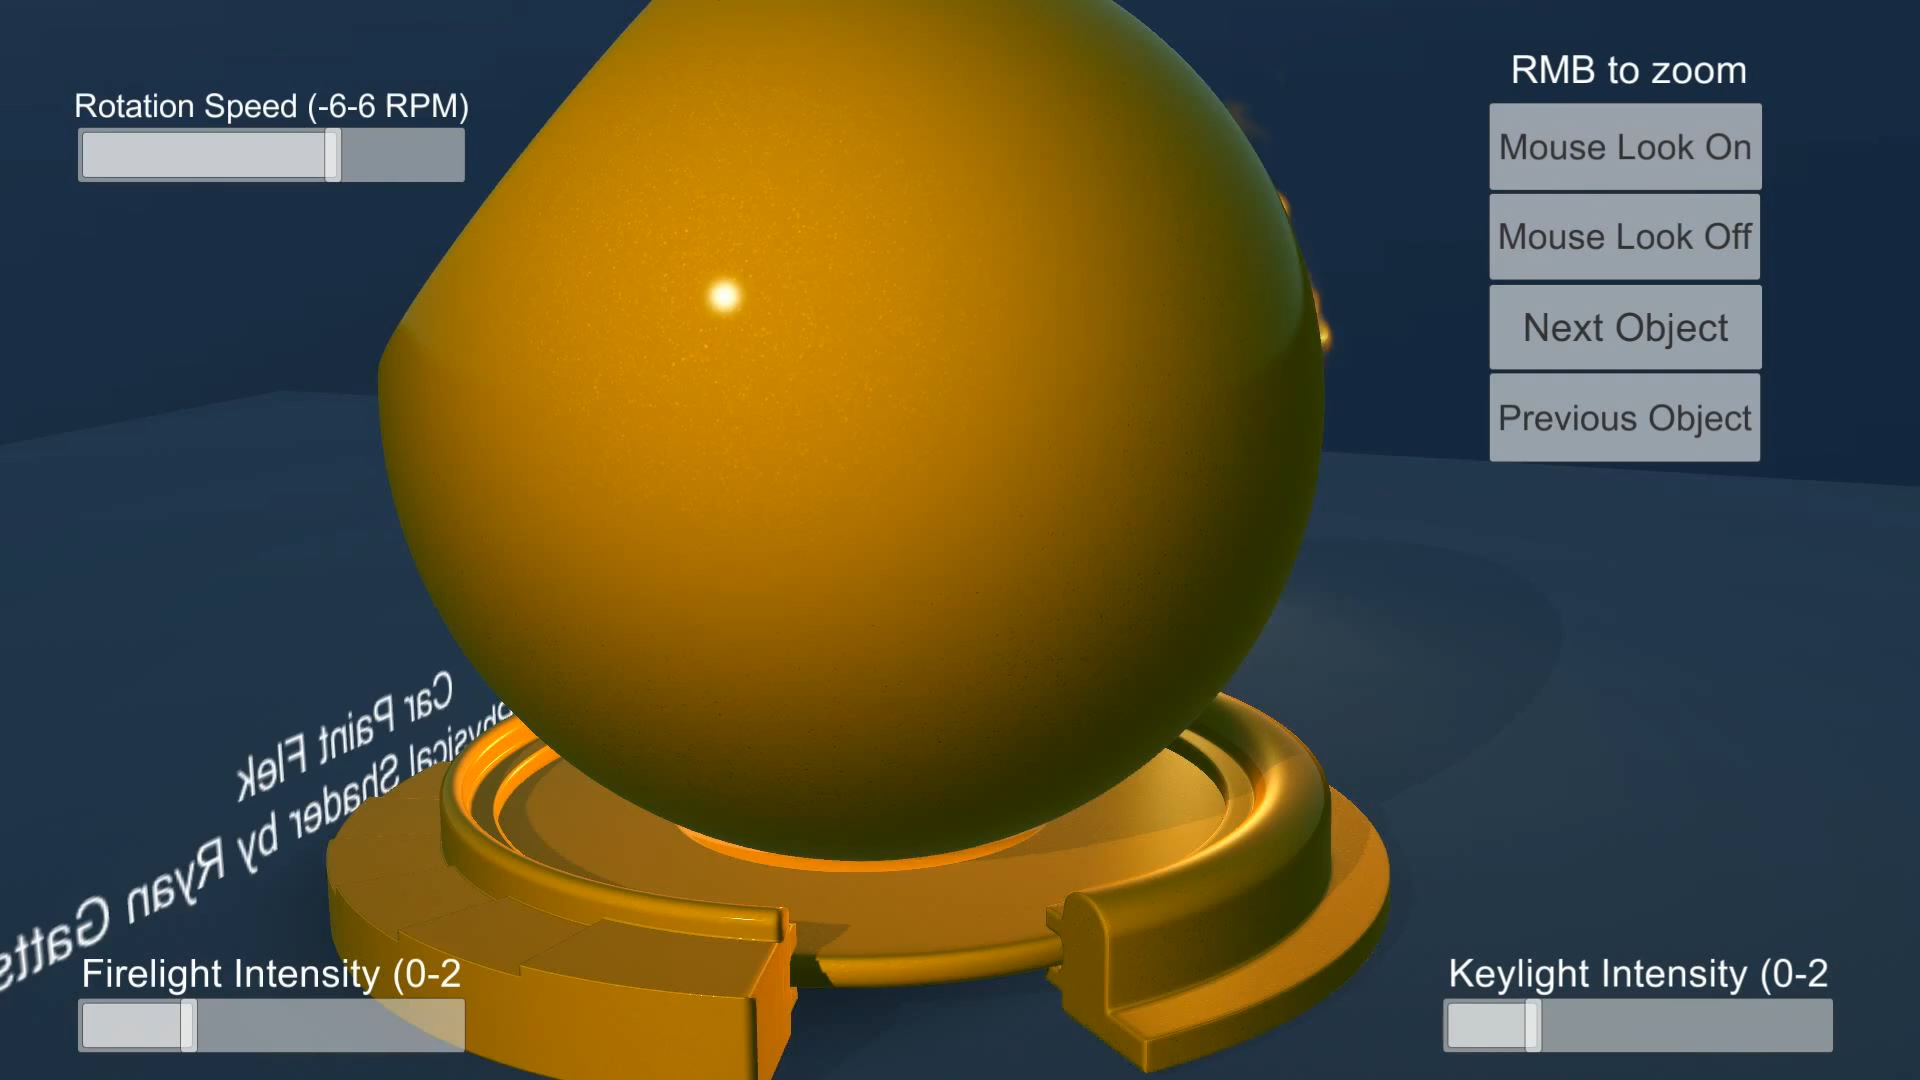 RMB to zoom
Rotation Speed (-6-6 RPM)
Mouse Look On
Mouse Look Off
Next Object
Previous Object
Car Paint Flek
Shader by Ryan
Firelight Intensity (0-2
Keylight Intensity (0-2